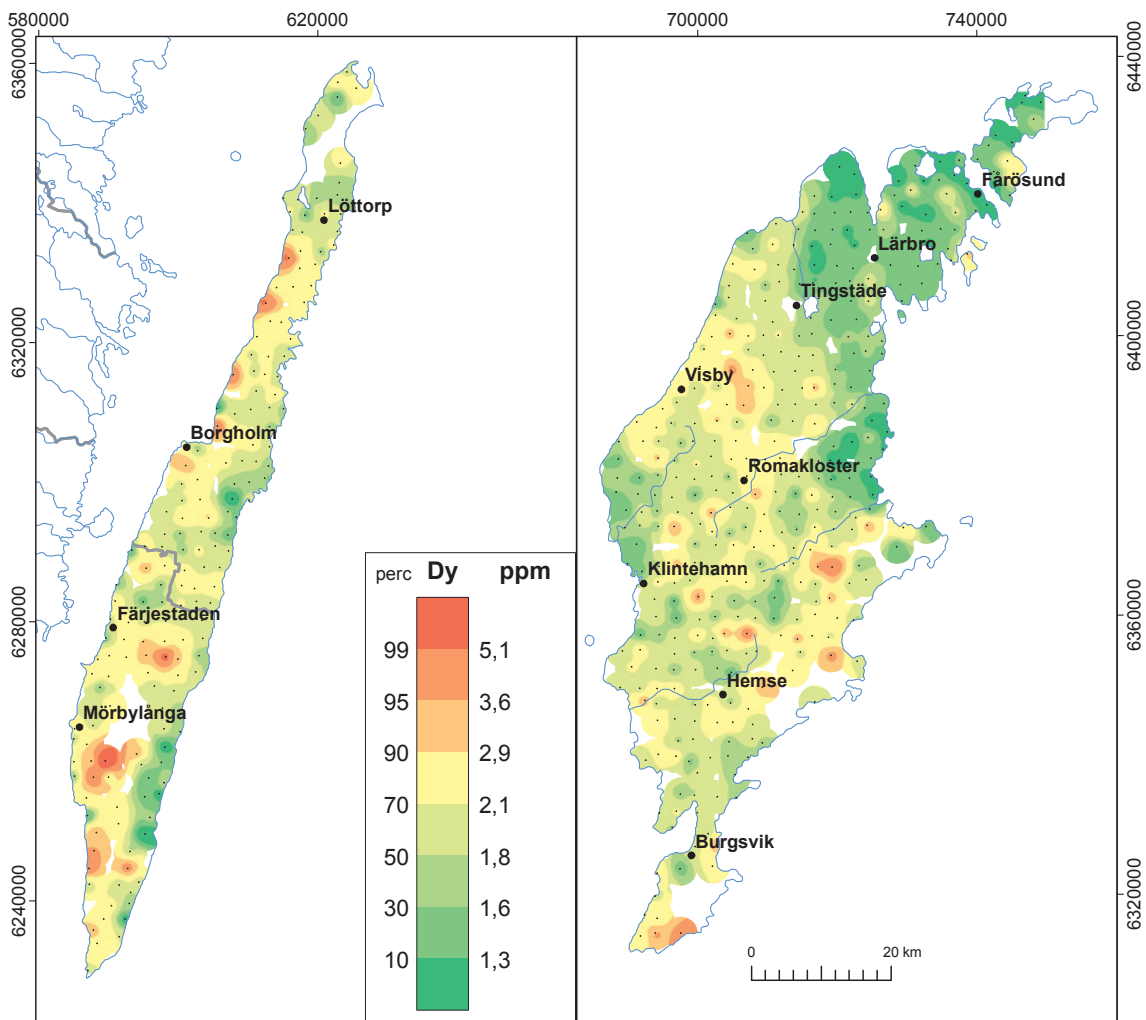 580000 620000 700000 740000
6360000
6440000
Löttorp
Fårösund
Lärbro
Tingstäde
6320000
6400000
Visby
Borgholm
Romakloster
Klintehamn
perc Dy ppm
6280000
6360000
Färjestaden
99 5,1
Hemse
95 3,6
Mörbylånga
90 2,9
70 2,1
50 1,8
Burgsvik
30 1,6
6240000
6320000
10 1,3
0 20 km